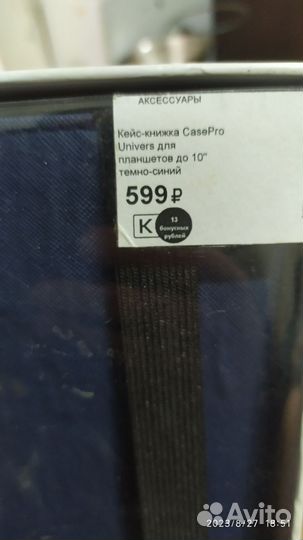 АКСЕССУАРЫ
Кейс-книжка CasePro
Univers для
планшетов до 10"
темно-синий
599 ₽
K
13
бонусных
рублей
2023/8/27 18:51
Avito